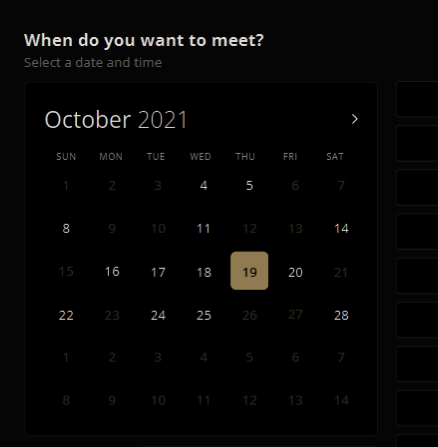 When do you want to meet?
Select a date and time
October 2021
SUN MON TUE WED THU FRI SAT
1 2 3 4 5 6 7
8 9 10 11 12 13 14
15 16 17 18 19 20 21
22 23 24 25 26 27 28
1 2 3 4 5 6 7
8 9 10 11 12 13 14